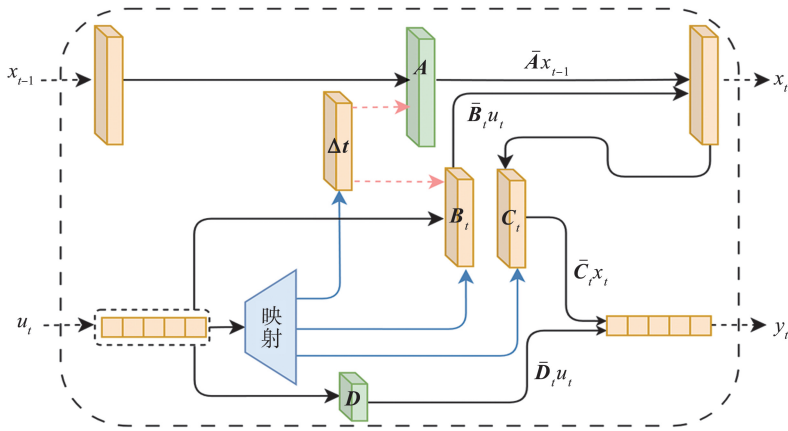 x_{t−1}
A
Āx_{t−1}
x_t
Δt
B̄_t u_t
B_t
C_t
C̄_t x_t
u_t
映
射
y_t
D
D̄_t u_t